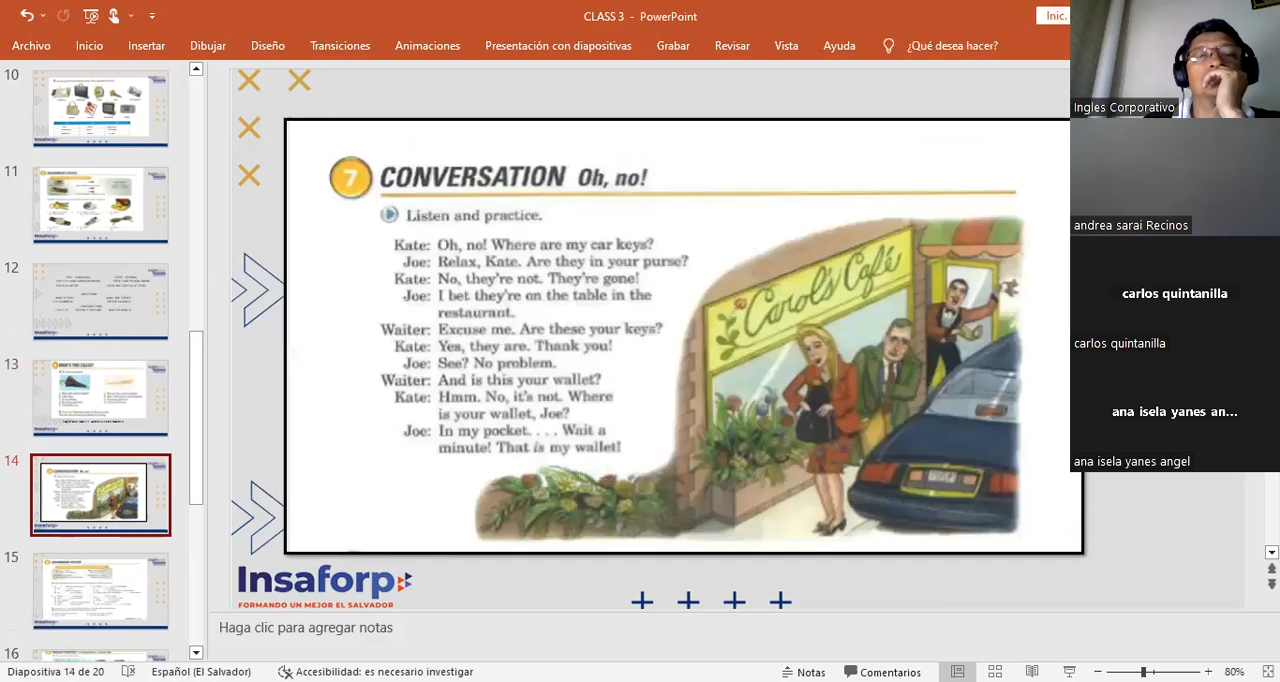 CLASS 3 - PowerPoint
Inic.
Archivo Inicio Insertar Dibujar Diseño Transiciones Animaciones Presentación con diapositivas Grabar Revisar Vista Ayuda ¿Qué desea hacer?
10
11
12
13
14
15
16
7 CONVERSATION Oh, no!
Listen and practice.
Kate: Oh, no! Where are my car keys?
Joe: Relax, Kate. Are they in your purse?
Kate: No, they're not. They're gone!
Joe: I bet they're on the table in the
restaurant.
Waiter: Excuse me. Are these your keys?
Kate: Yes, they are. Thank you!
Joe: See? No problem.
Waiter: And is this your wallet?
Kate: Hmm. No, it's not. Where
is your wallet, Joe?
Joe: In my pocket. . . . Wait a
minute! That is my wallet!
Carol's Café
Insaforp
FORMANDO UN MEJOR EL SALVADOR
Ingles Corporativo
andrea sarai Recinos
carlos quintanilla
carlos quintanilla
ana isela yanes an...
ana isela yanes angel
Haga clic para agregar notas
Diapositiva 14 de 20 Español (El Salvador) Accesibilidad: es necesario investigar Notas Comentarios 80%